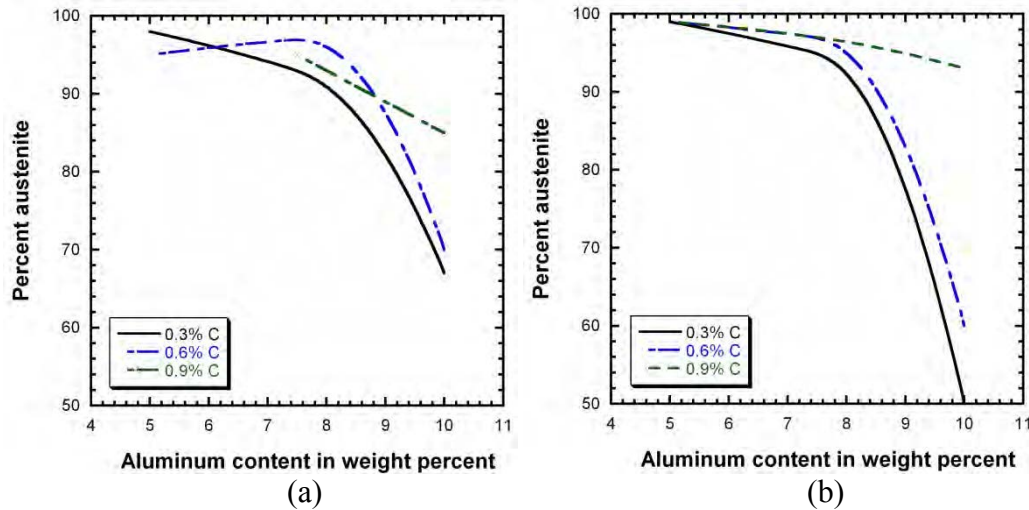 100
90
80
70
60
50
Percent austenite
0.3% C
0.6% C
0.9% C
4 5 6 7 8 9 10 11
Aluminum content in weight percent
(a)
100
90
80
70
60
50
Percent austenite
0.3% C
0.6% C
0.9% C
4 5 6 7 8 9 10 11
Aluminum content in weight percent
(b)